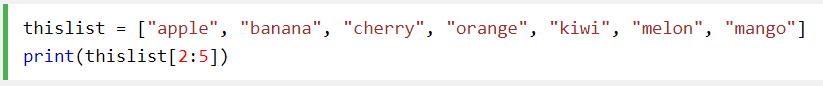 thislist = ["apple", "banana", "cherry", "orange", "kiwi", "melon", "mango"]
print(thislist[2:5])